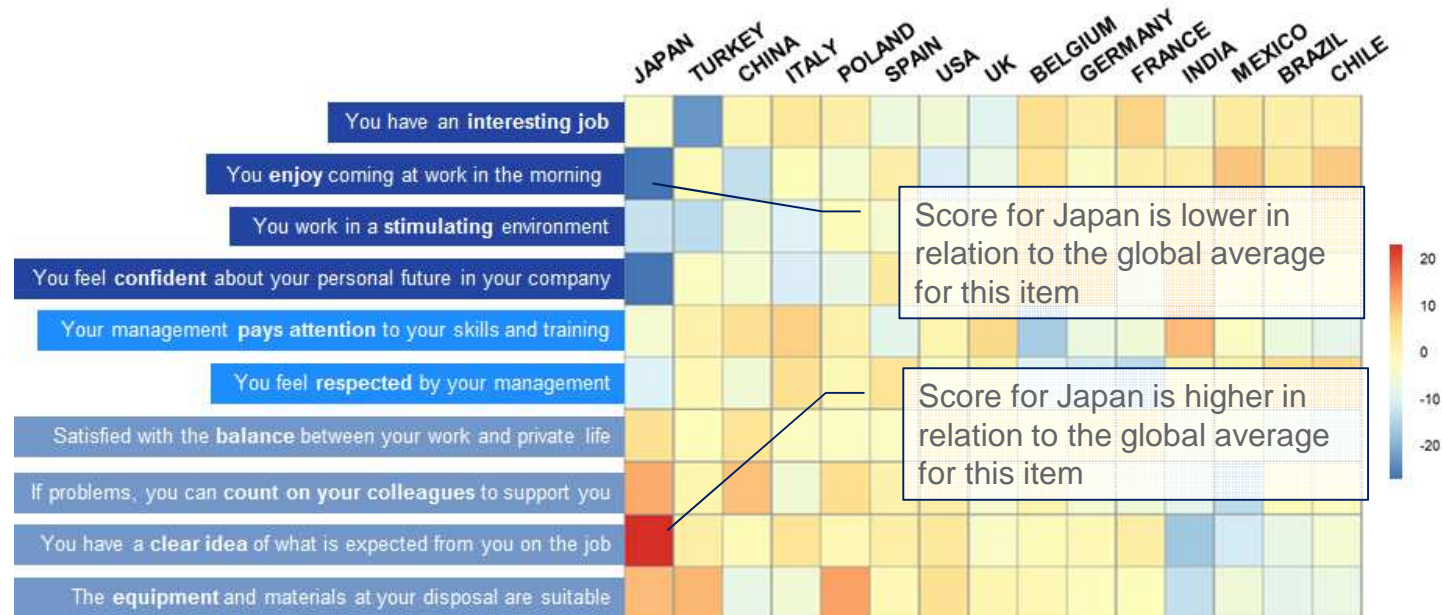 JAPAN TURKEY CHINA ITALY POLAND SPAIN USA UK BELGIUM GERMANY FRANCE INDIA MEXICO BRAZIL CHILE
You have an interesting job
You enjoy coming at work in the morning
You work in a stimulating environment
You feel confident about your personal future in your company
Your management pays attention to your skills and training
You feel respected by your management
Satisfied with the balance between your work and private life
If problems, you can count on your colleagues to support you
You have a clear idea of what is expected from you on the job
The equipment and materials at your disposal are suitable
Score for Japan is lower in
relation to the global average
for this item
Score for Japan is higher in
relation to the global average
for this item
20
10
0
-10
-20